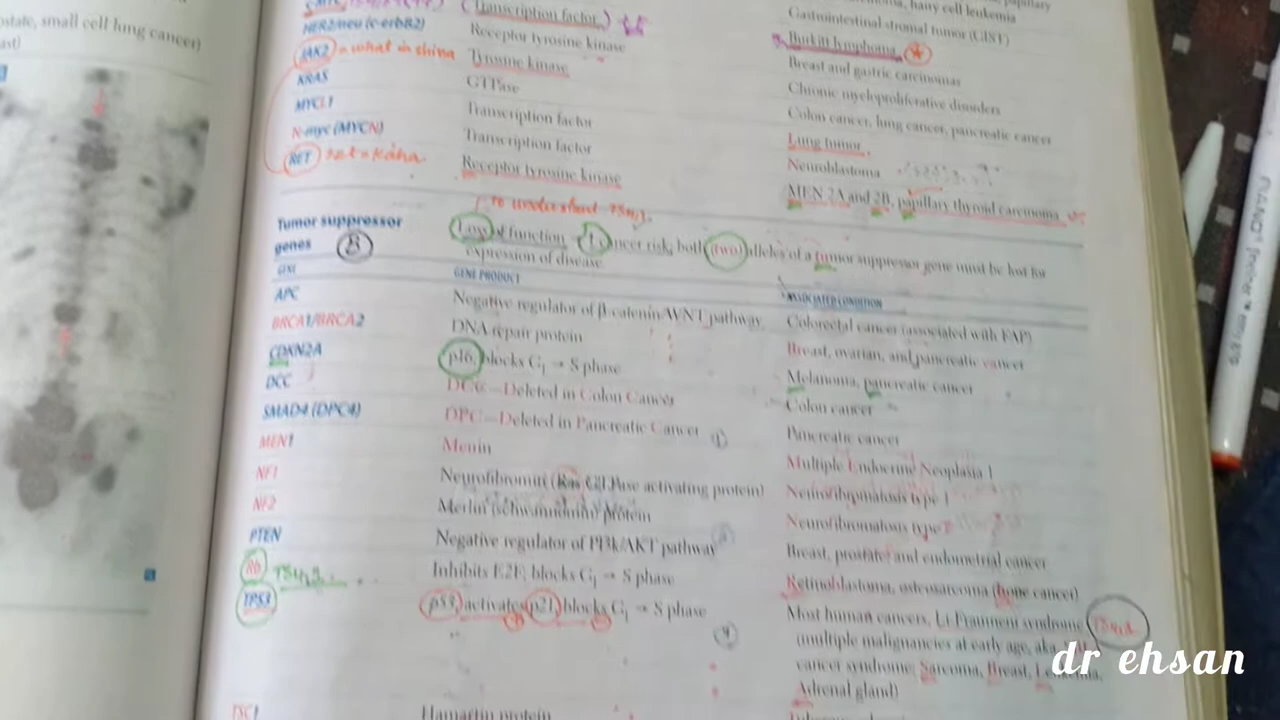 ostate, small cell lung cancer)
ast)
(Transcription factor)
hairy cell leukemia
Gastrointestinal stromal tumor (GIST)
HER2/neu (c-erbB2) Receptor tyrosine kinase Burkitt lymphoma
JAK2 = what in china Tyrosine kinase Breast and gastric carcinomas
KRAS GTPase Chronic myeloproliferative disorders
MYCL1 Transcription factor Colon cancer, lung cancer, pancreatic cancer
N-myc (MYCN) Transcription factor Lung tumor
RET Receptor tyrosine kinase Neuroblastoma
MEN 2A and 2B, papillary thyroid carcinoma
Tumor suppressor genes Loss of function cancer risk; both (two) alleles of a tumor suppressor gene must be lost for
expression of disease
GENE GENE PRODUCT ASSOCIATED CONDITION
APC Negative regulator of β-catenin/WNT pathway Colorectal cancer (associated with FAP)
BRCA1/BRCA2 DNA repair protein Breast, ovarian, and pancreatic cancer
CDKN2A p16, blocks G₁ → S phase Melanoma, pancreatic cancer
DCC DCC—Deleted in Colon Cancer Colon cancer
SMAD4 (DPC4) DPC—Deleted in Pancreatic Cancer Pancreatic cancer
MEN1 Menin Multiple Endocrine Neoplasia 1
NF1 Neurofibromin (Ras GTPase activating protein) Neurofibromatosis type 1
NF2 Merlin (schwannomin) protein Neurofibromatosis type
PTEN Negative regulator of PI3k/AKT pathway Breast, prostate, and endometrial cancer
Rb Inhibits E2F; blocks G₁ → S phase Retinoblastoma, osteosarcoma (bone cancer)
TP53 p53, activates p21, blocks G₁ → S phase Most human cancers, Li-Fraumeni syndrome
(multiple malignancies at early age, aka
cancer syndrome: Sarcoma, Breast, Leukemia,
Adrenal gland)
TSC1 Hamartin protein
dr ehsan